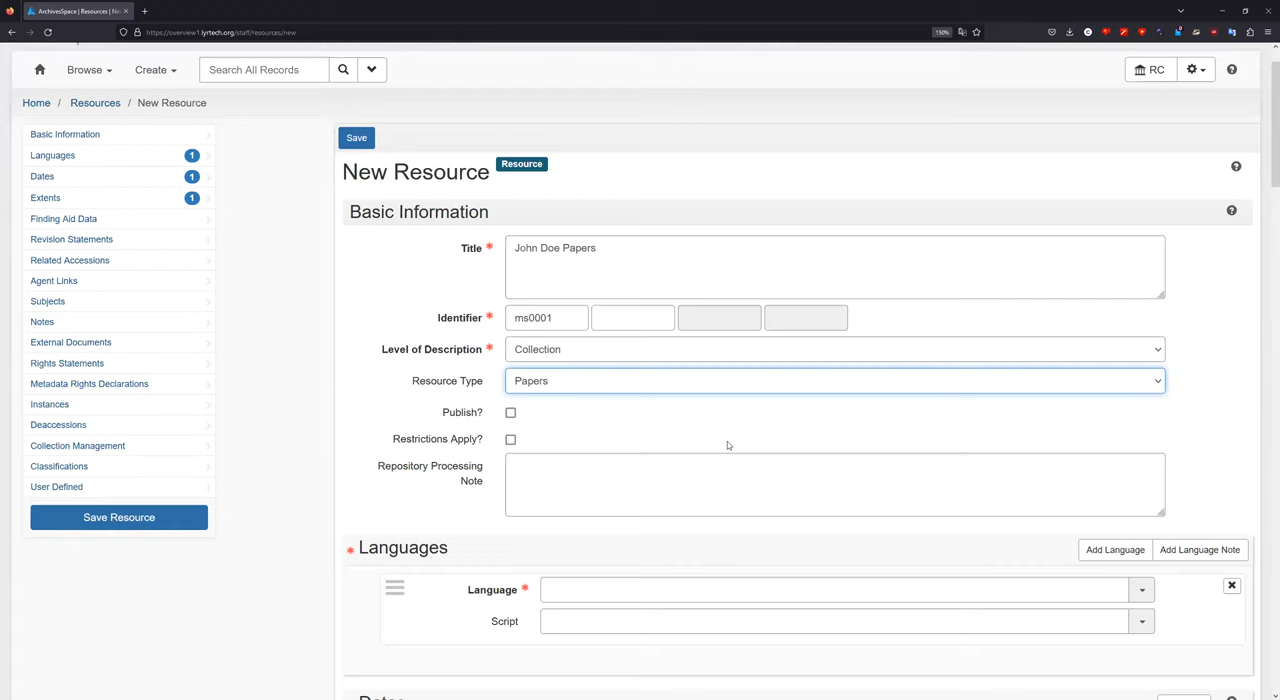 ArchivesSpace | Resources | Ne
https://overview1.lyrtech.org/staff/resources/new
150%
Browse
Create
Search All Records
RC
Home / Resources / New Resource
Basic Information
Languages 1
Dates 1
Extents 1
Finding Aid Data
Revision Statements
Related Accessions
Agent Links
Subjects
Notes
External Documents
Rights Statements
Metadata Rights Declarations
Instances
Deaccessions
Collection Management
Classifications
User Defined
Save Resource
Save
New Resource Resource
Basic Information
Title * John Doe Papers
Identifier * ms0001
Level of Description * Collection
Resource Type Papers
Publish?
Restrictions Apply?
Repository Processing
Note
* Languages
Add Language Add Language Note
Language *
Script